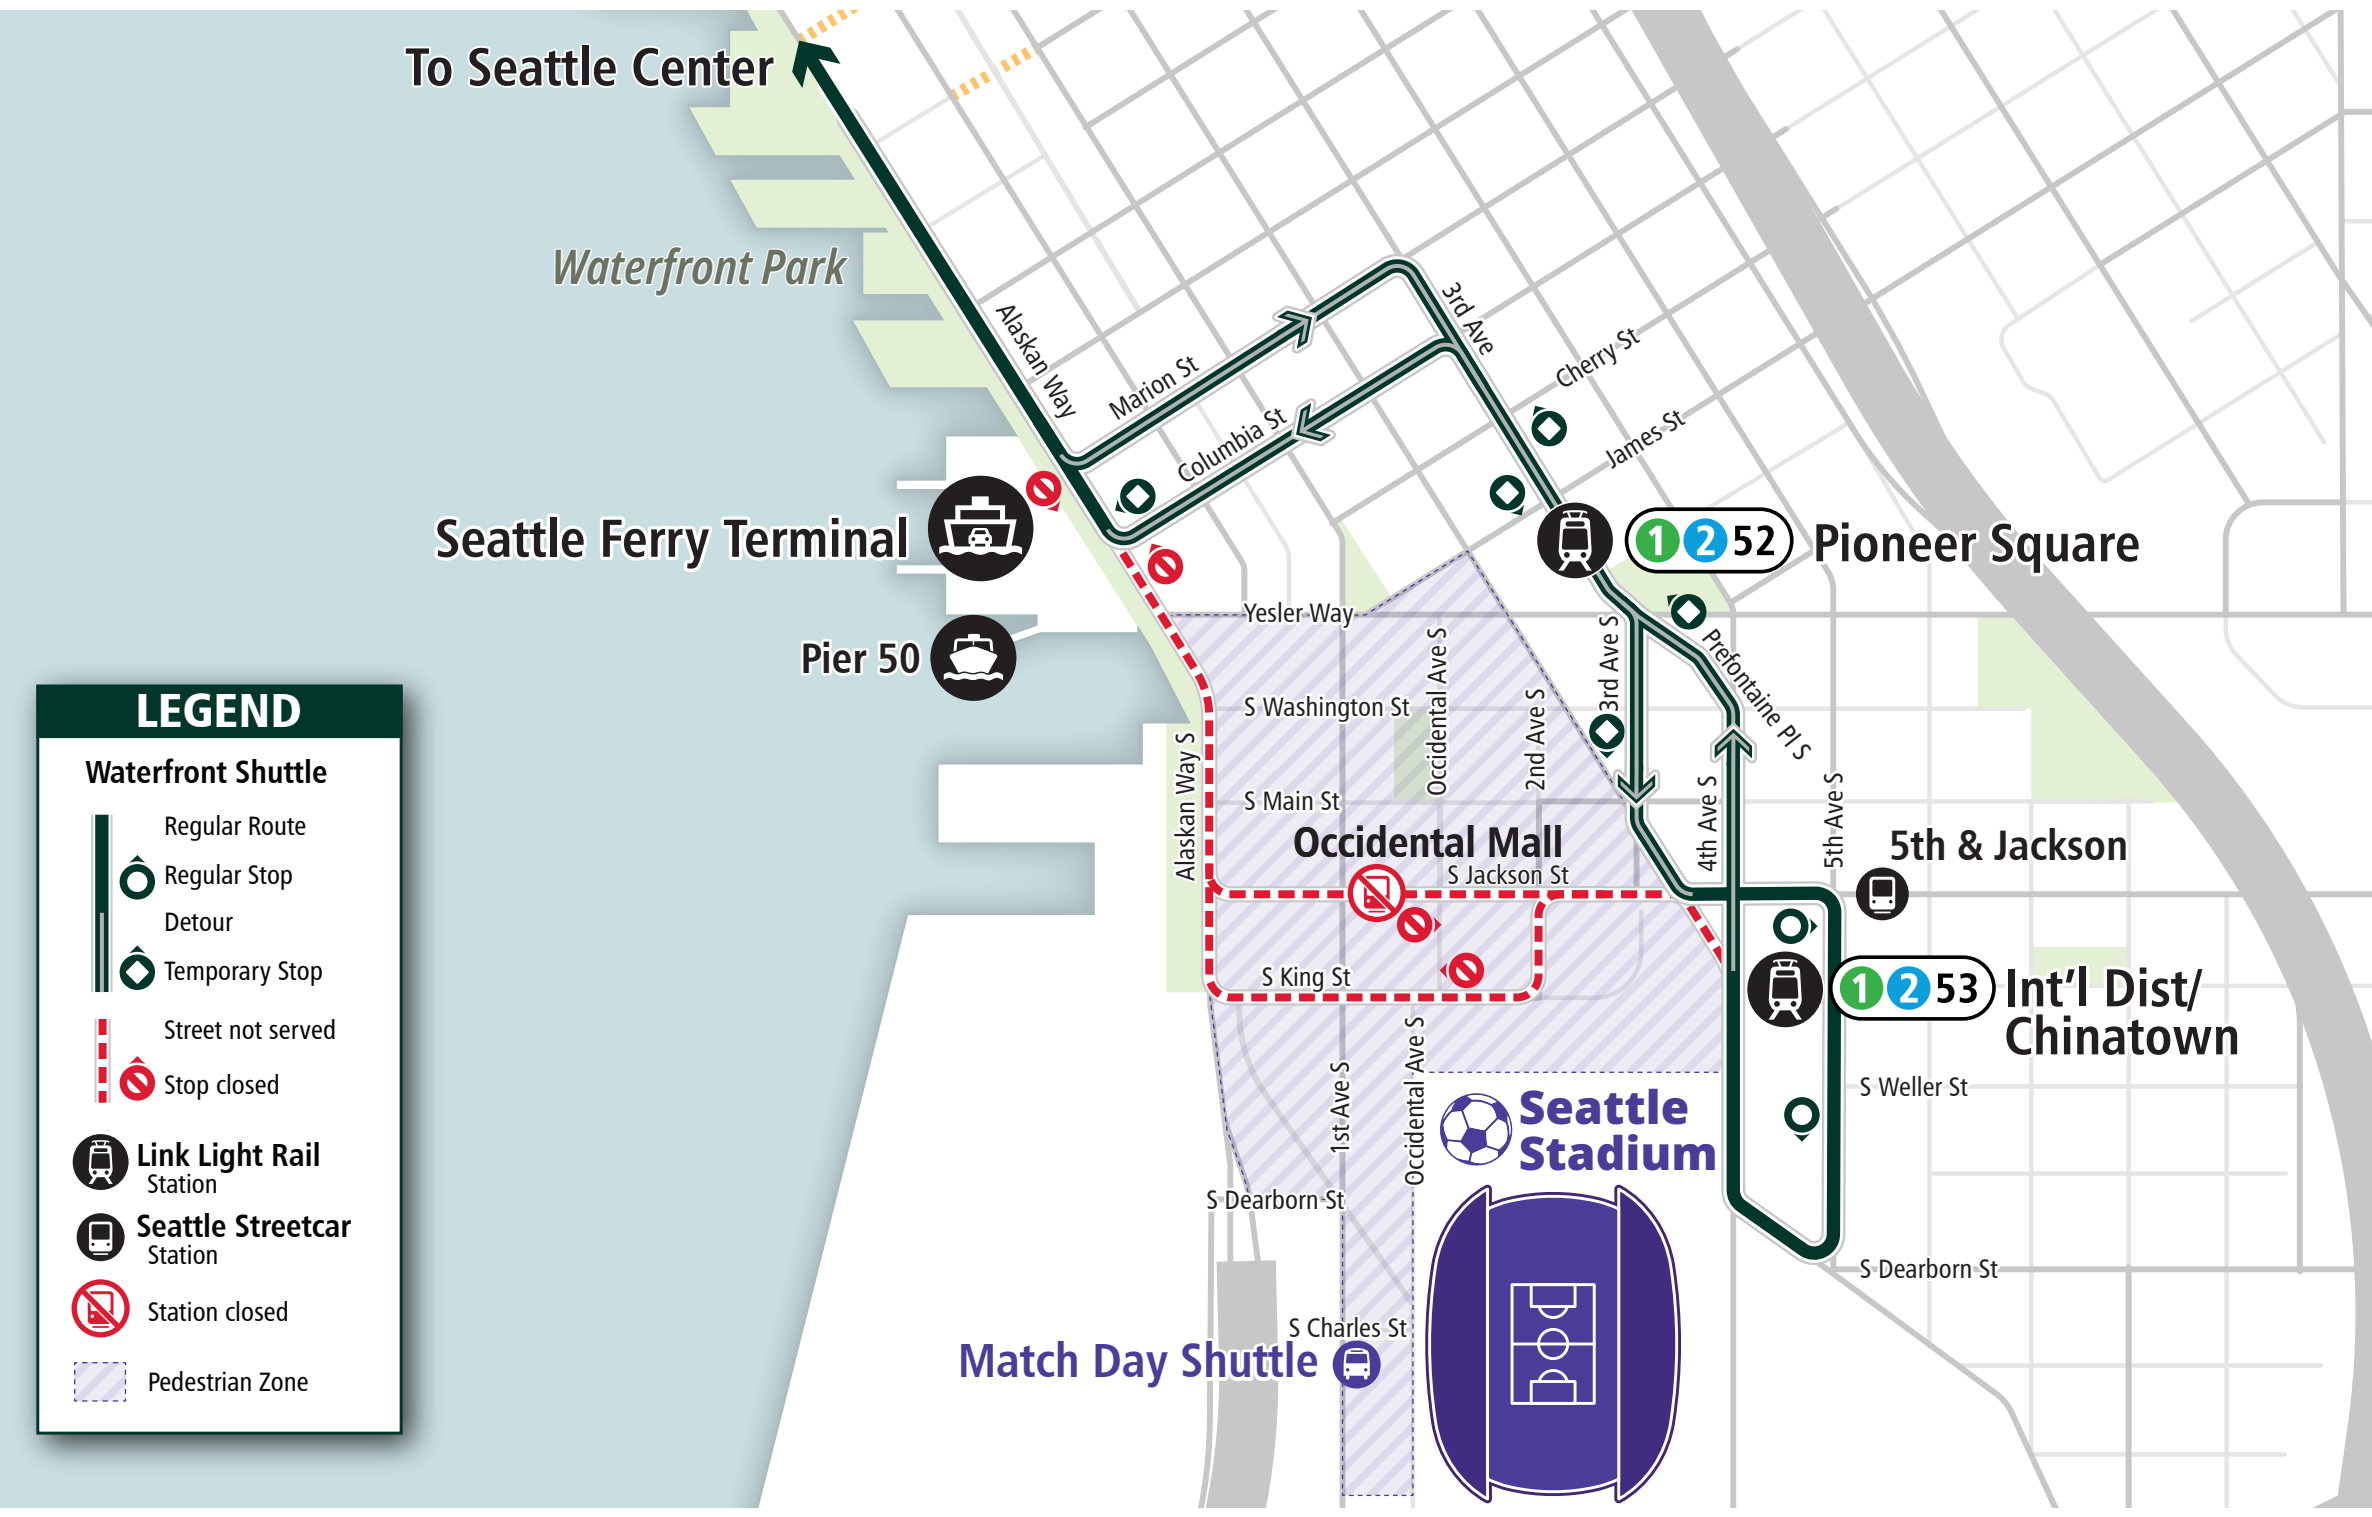 To Seattle Center
Waterfront Park
Alaskan Way
Marion St
Columbia St
3rd Ave
Cherry St
James St
Seattle Ferry Terminal
1 2 52
Pioneer Square
Pier 50
Yesler Way
3rd Ave S
Prefontaine Pl S
Occidental Ave S
2nd Ave S
S Washington St
Alaskan Way S
S Main St
4th Ave S
5th Ave S
Occidental Mall
5th & Jackson
S Jackson St
S King St
1 2 53
Int'l Dist/
Chinatown
1st Ave S
Occidental Ave S
S Weller St
Seattle
Stadium
S Dearborn St
S Dearborn St
S Charles St
Match Day Shuttle
LEGEND
Waterfront Shuttle
Regular Route
Regular Stop
Detour
Temporary Stop
Street not served
Stop closed
Link Light Rail
Station
Seattle Streetcar
Station
Station closed
Pedestrian Zone